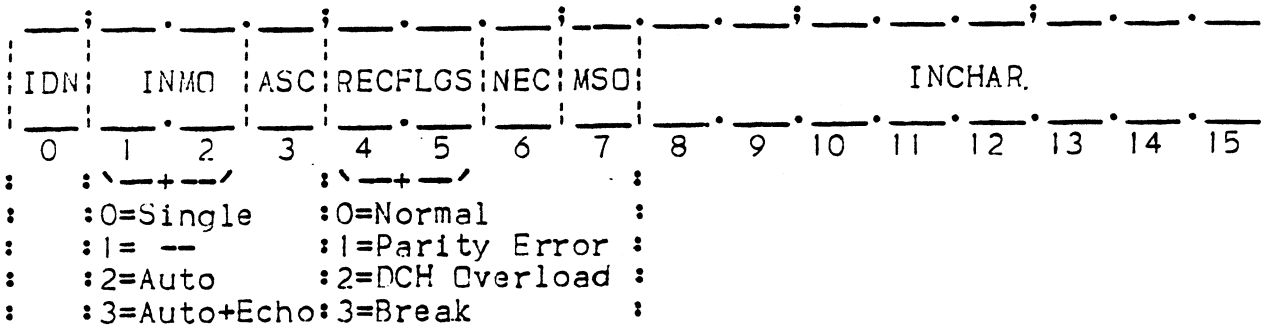 IDN INMO ASC RECFLGS NEC MSO INCHAR.
0 1 2 3 4 5 6 7 8 9 10 11 12 13 14 15
0=Single 0=Normal
1= -- 1=Parity Error
2=Auto 2=DCH Overload
3=Auto+Echo 3=Break